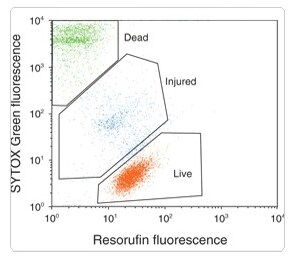 10⁴
Dead
10³
Injured
10²
10¹
Live
10⁰
10⁰ 10¹ 10² 10³ 10⁴
SYTOX Green fluorescence
Resorufin fluorescence